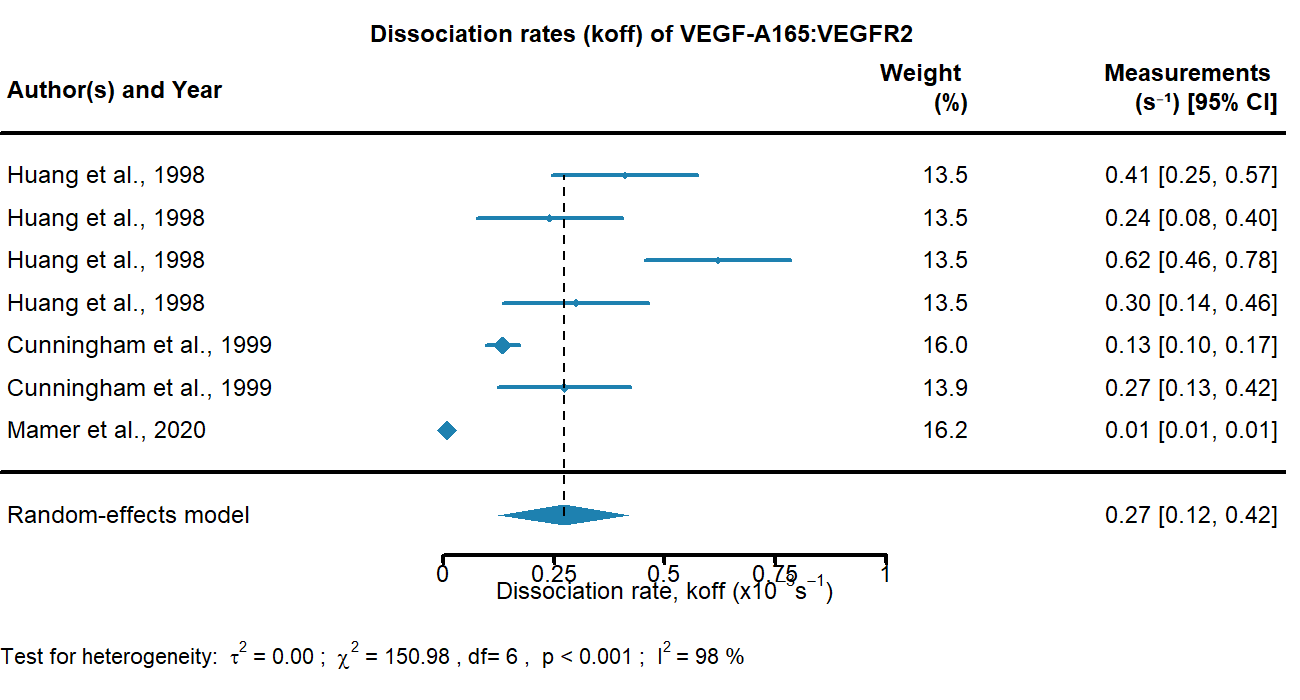 Dissociation rates (koff) of VEGF-A165:VEGFR2
Author(s) and Year Weight (%) Measurements (s⁻¹) [95% CI]
Huang et al., 1998 13.5 0.41 [0.25, 0.57]
Huang et al., 1998 13.5 0.24 [0.08, 0.40]
Huang et al., 1998 13.5 0.62 [0.46, 0.78]
Huang et al., 1998 13.5 0.30 [0.14, 0.46]
Cunningham et al., 1999 16.0 0.13 [0.10, 0.17]
Cunningham et al., 1999 13.9 0.27 [0.13, 0.42]
Mamer et al., 2020 16.2 0.01 [0.01, 0.01]
Random-effects model 0.27 [0.12, 0.42]
0 0.25 0.5 0.75 1
Dissociation rate, koff (x10⁻³s⁻¹)
Test for heterogeneity: τ² = 0.00 ; χ² = 150.98 , df= 6 , p < 0.001 ; I² = 98 %